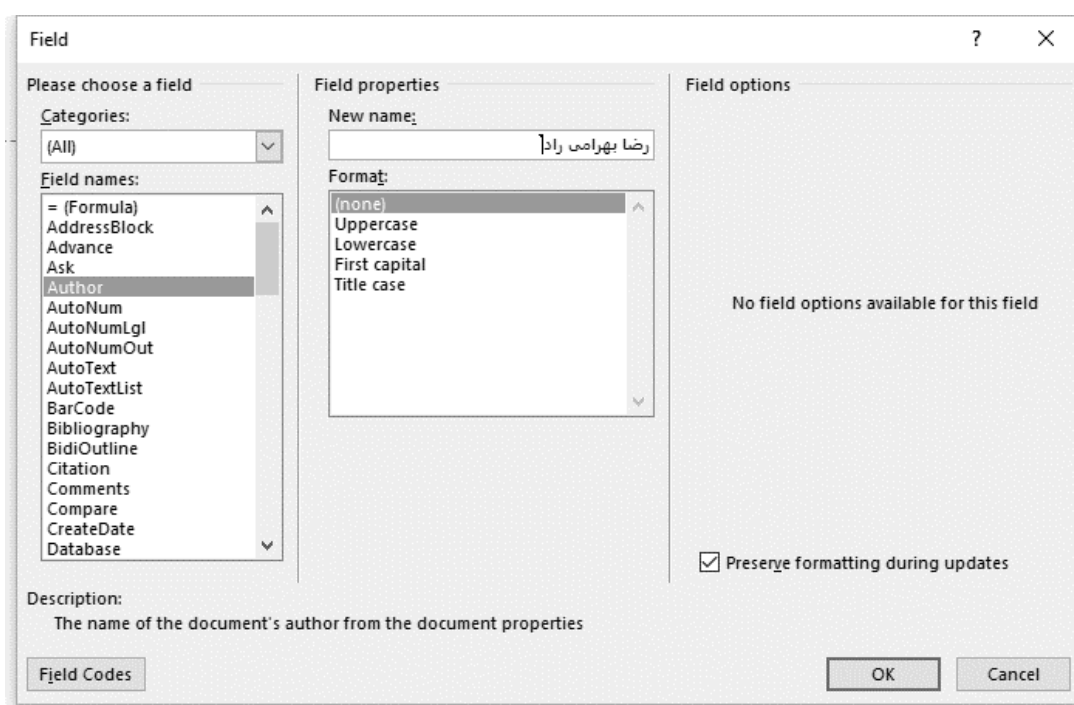 Field
?
Please choose a field
Categories:
(All)
Field names:
= (Formula)
AddressBlock
Advance
Ask
Author
AutoNum
AutoNumLgl
AutoNumOut
AutoText
AutoTextList
BarCode
Bibliography
BidiOutline
Citation
Comments
Compare
CreateDate
Database
Field properties
New name:
رضا بهرامی راد
Format:
(none)
Uppercase
Lowercase
First capital
Title case
Field options
No field options available for this field
Preserve formatting during updates
Description:
The name of the document's author from the document properties
Field Codes
OK
Cancel